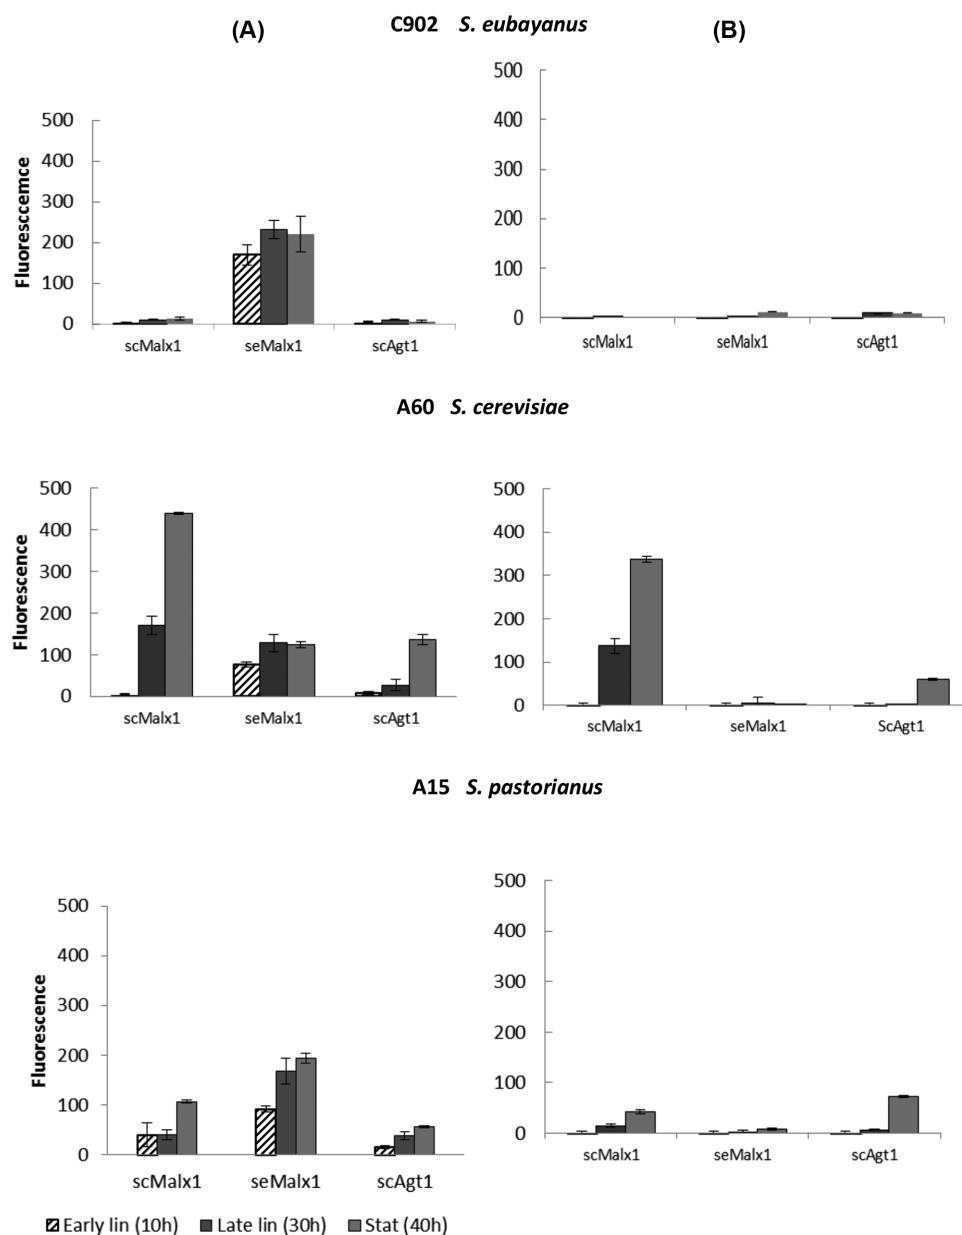 (A) C902 S. eubayanus (B)
Fluoresccemce
500
400
300
200
100
0
scMalx1 seMalx1 scAgt1
500
400
300
200
100
0
scMalx1 seMalx1 scAgt1
A60 S. cerevisiae
Fluorescence
500
400
300
200
100
0
scMalx1 seMalx1 scAgt1
500
400
300
200
100
0
scMalx1 seMalx1 ScAgt1
A15 S. pastorianus
Fluorescence
500
400
300
200
100
0
scMalx1 seMalx1 scAgt1
500
400
300
200
100
0
scMalx1 seMalx1 scAgt1
Early lin (10h) Late lin (30h) Stat (40h)